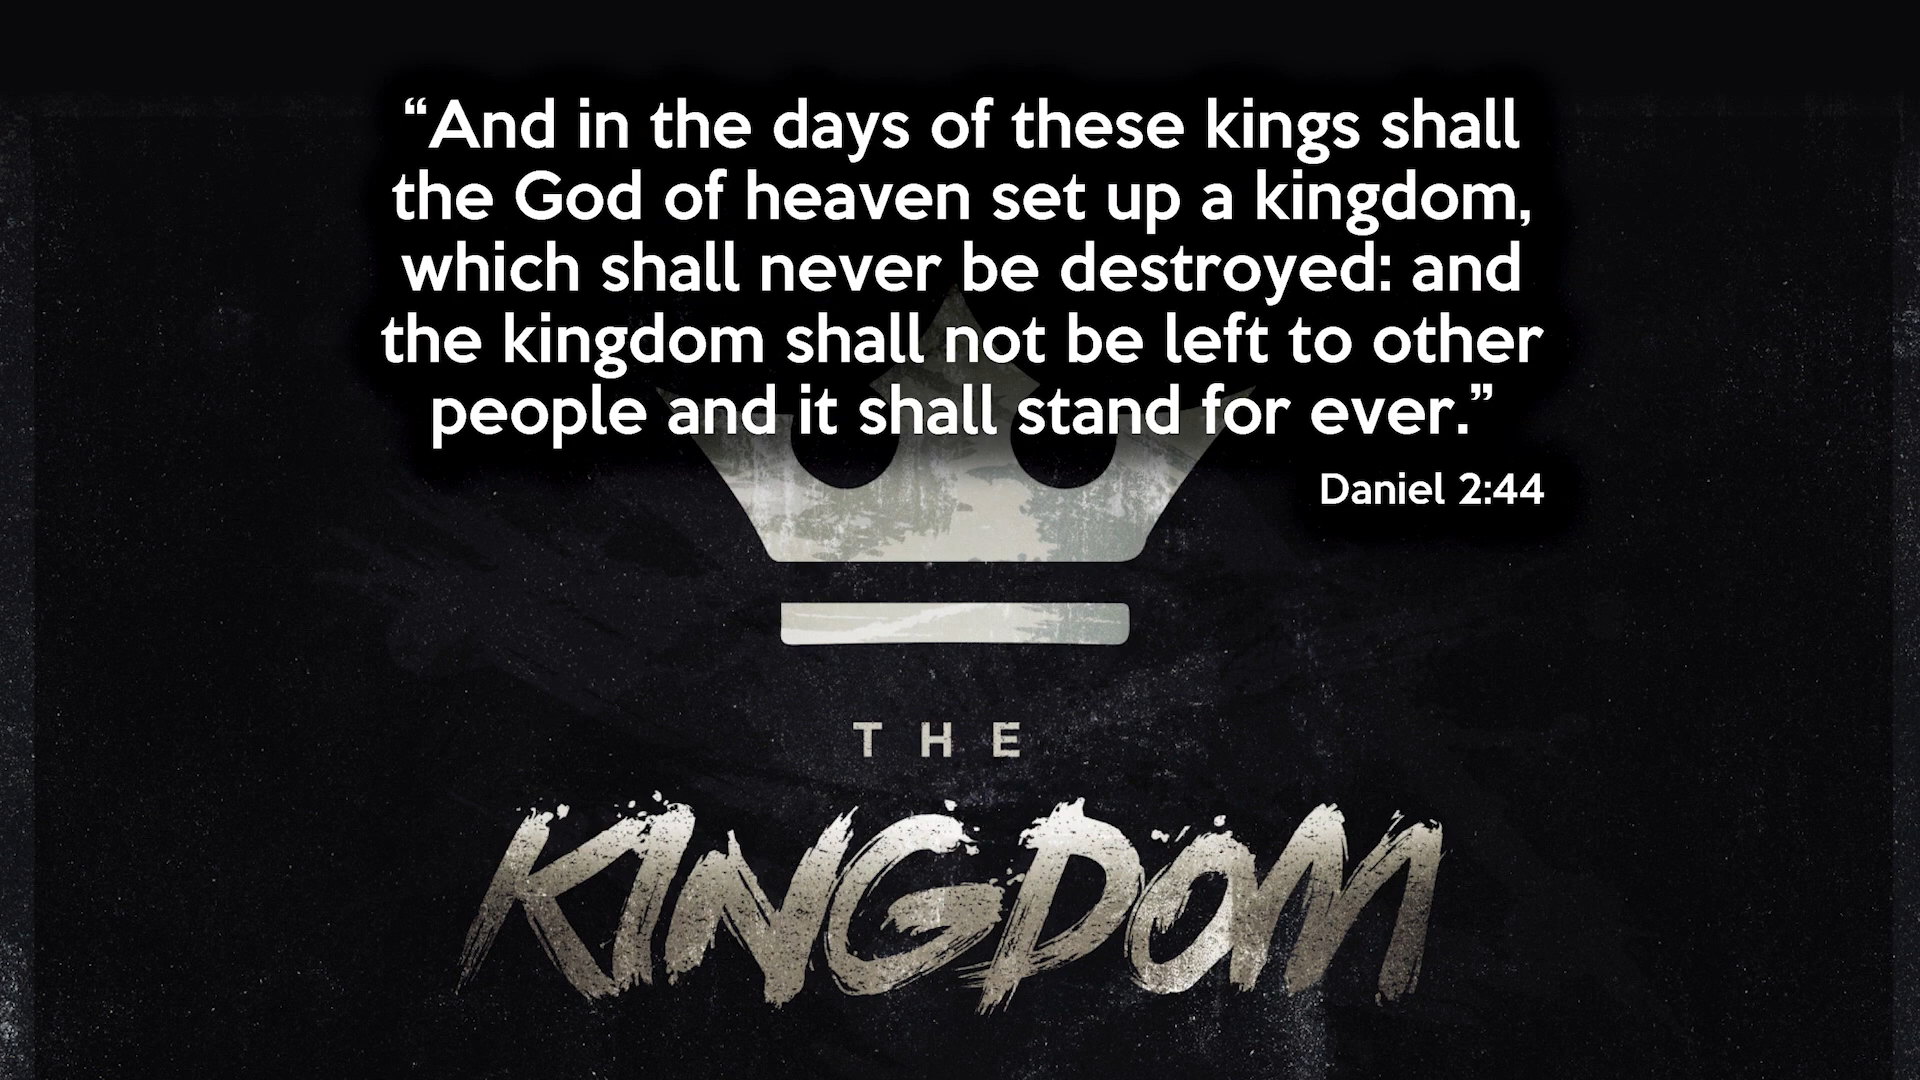 “And in the days of these kings shall
the God of heaven set up a kingdom,
which shall never be destroyed: and
the kingdom shall not be left to other
people and it shall stand for ever.”
Daniel 2:44
THE
KINGDOM